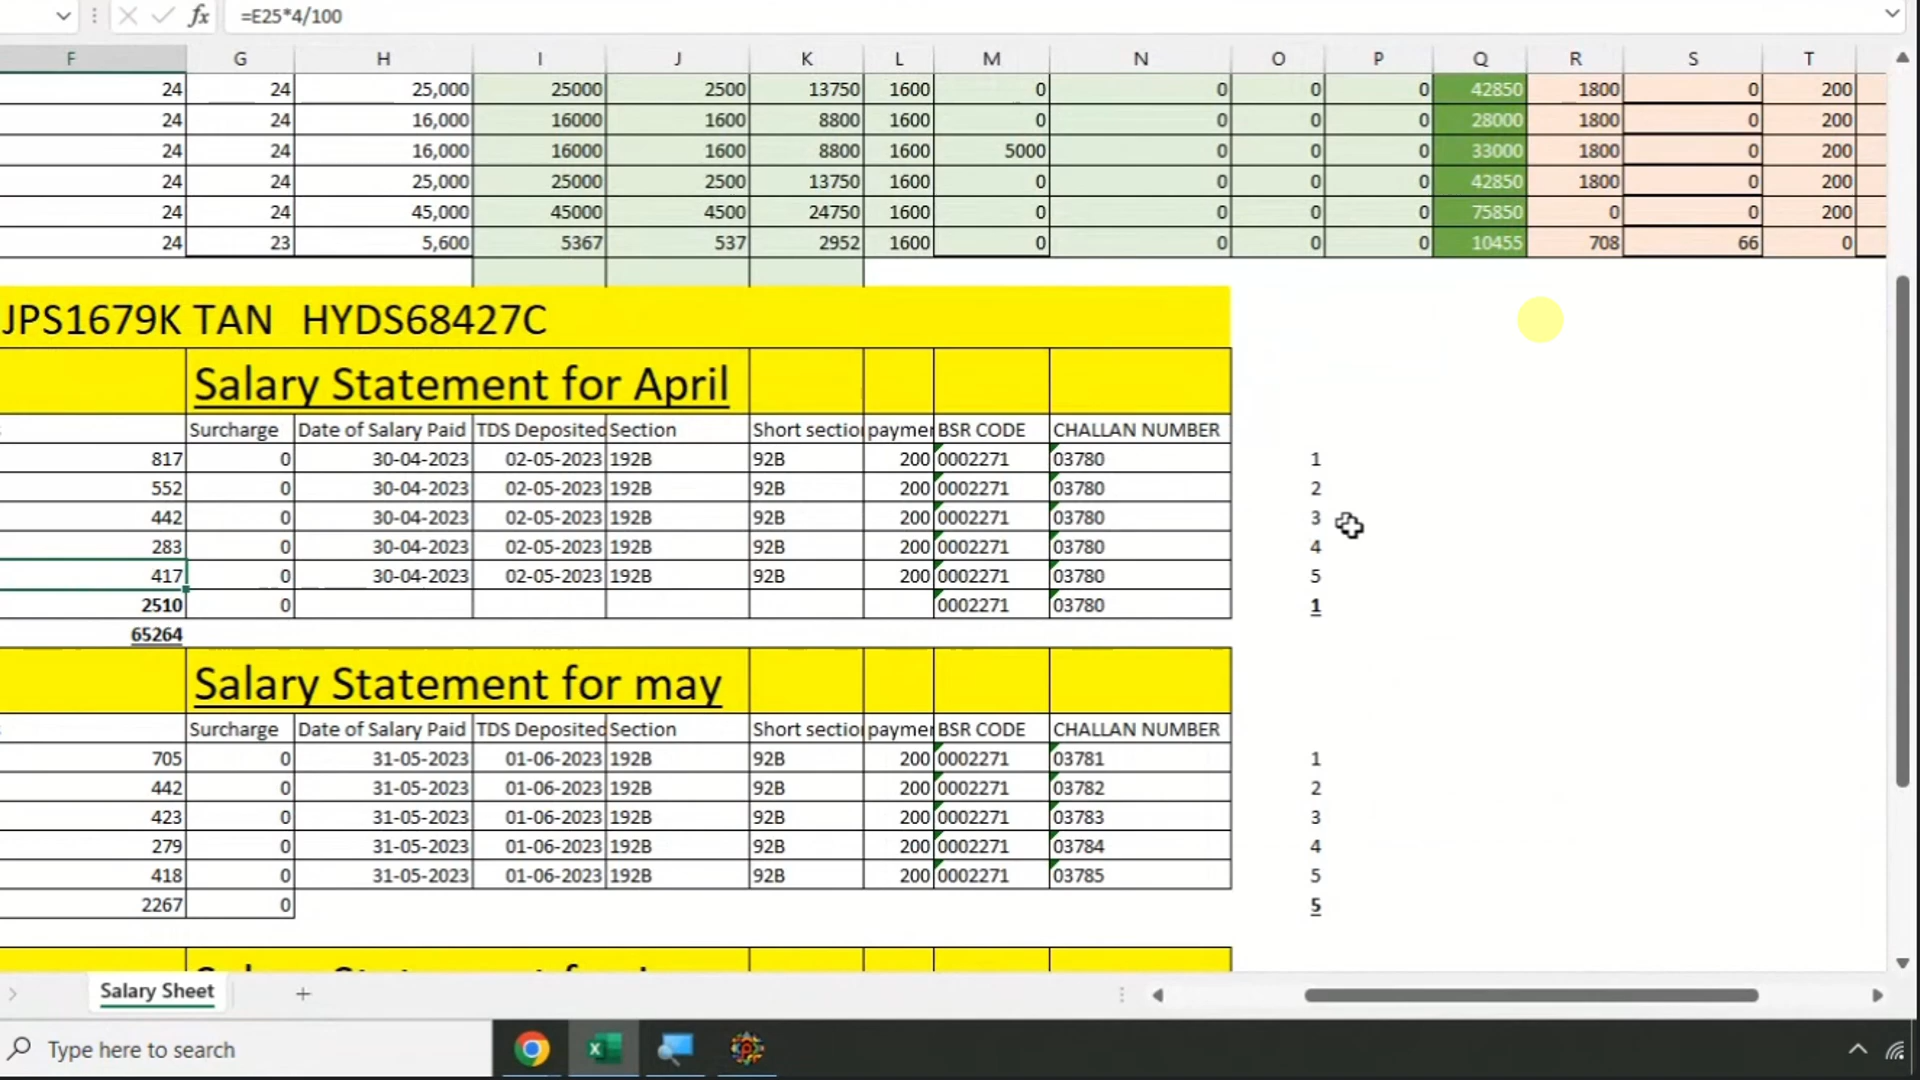 fx =E25*4/100
F G H I J K L M N O P Q R S T
24 24 25,000 25000 2500 13750 1600 0 0 0 0 42850 1800 0 200
24 24 16,000 16000 1600 8800 1600 0 0 0 0 28000 1800 0 200
24 24 16,000 16000 1600 8800 1600 5000 0 0 0 33000 1800 0 200
24 24 25,000 25000 2500 13750 1600 0 0 0 0 42850 1800 0 200
24 24 45,000 45000 4500 24750 1600 0 0 0 0 75850 0 0 200
24 23 5,600 5367 537 2952 1600 0 0 0 0 10455 708 66 0
JPS1679K TAN HYDS68427C
Salary Statement for April
Surcharge Date of Salary Paid TDS Deposited Section Short sectio paymer BSR CODE CHALLAN NUMBER
817 0 30-04-2023 02-05-2023 192B 92B 200 0002271 03780 1
552 0 30-04-2023 02-05-2023 192B 92B 200 0002271 03780 2
442 0 30-04-2023 02-05-2023 192B 92B 200 0002271 03780 3
283 0 30-04-2023 02-05-2023 192B 92B 200 0002271 03780 4
417 0 30-04-2023 02-05-2023 192B 92B 200 0002271 03780 5
2510 0 0002271 03780 1
65264
Salary Statement for may
Surcharge Date of Salary Paid TDS Deposited Section Short sectio paymer BSR CODE CHALLAN NUMBER
705 0 31-05-2023 01-06-2023 192B 92B 200 0002271 03781 1
442 0 31-05-2023 01-06-2023 192B 92B 200 0002271 03782 2
423 0 31-05-2023 01-06-2023 192B 92B 200 0002271 03783 3
279 0 31-05-2023 01-06-2023 192B 92B 200 0002271 03784 4
418 0 31-05-2023 01-06-2023 192B 92B 200 0002271 03785 5
2267 0 5
Salary Sheet
Type here to search